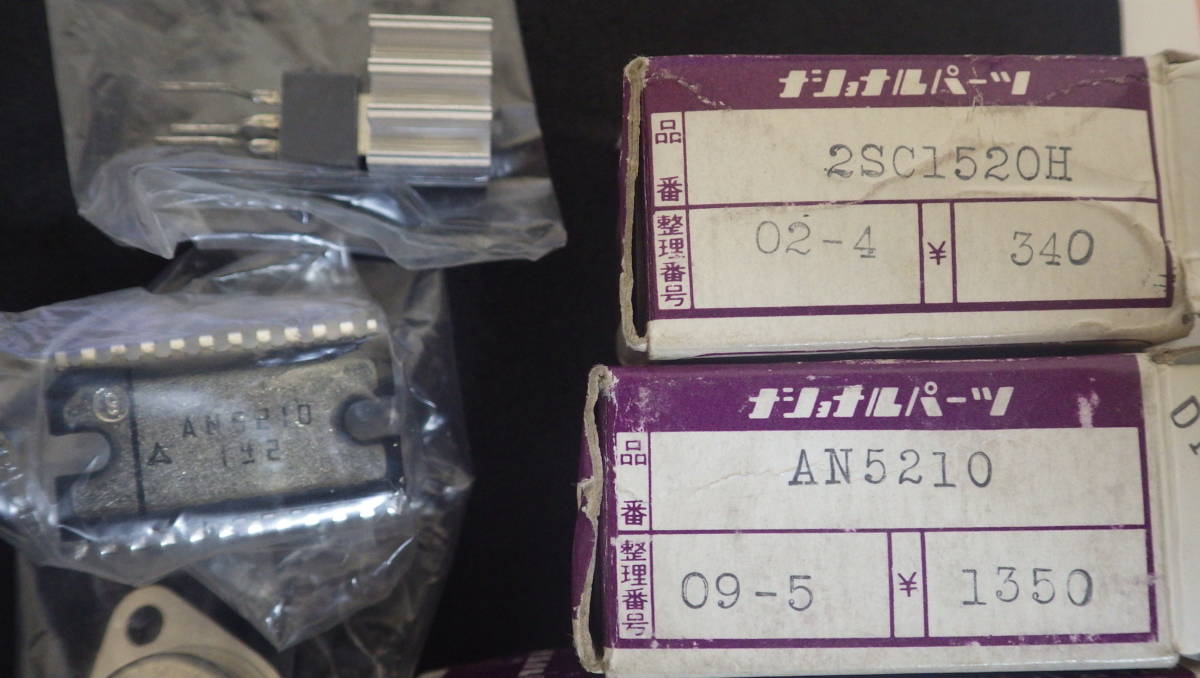 ナショナルパーツ
品番
2SC1520H
整理番号
02-4
¥
340
ナショナルパーツ
品番
AN5210
整理番号
09-5
¥
1350
AN5210